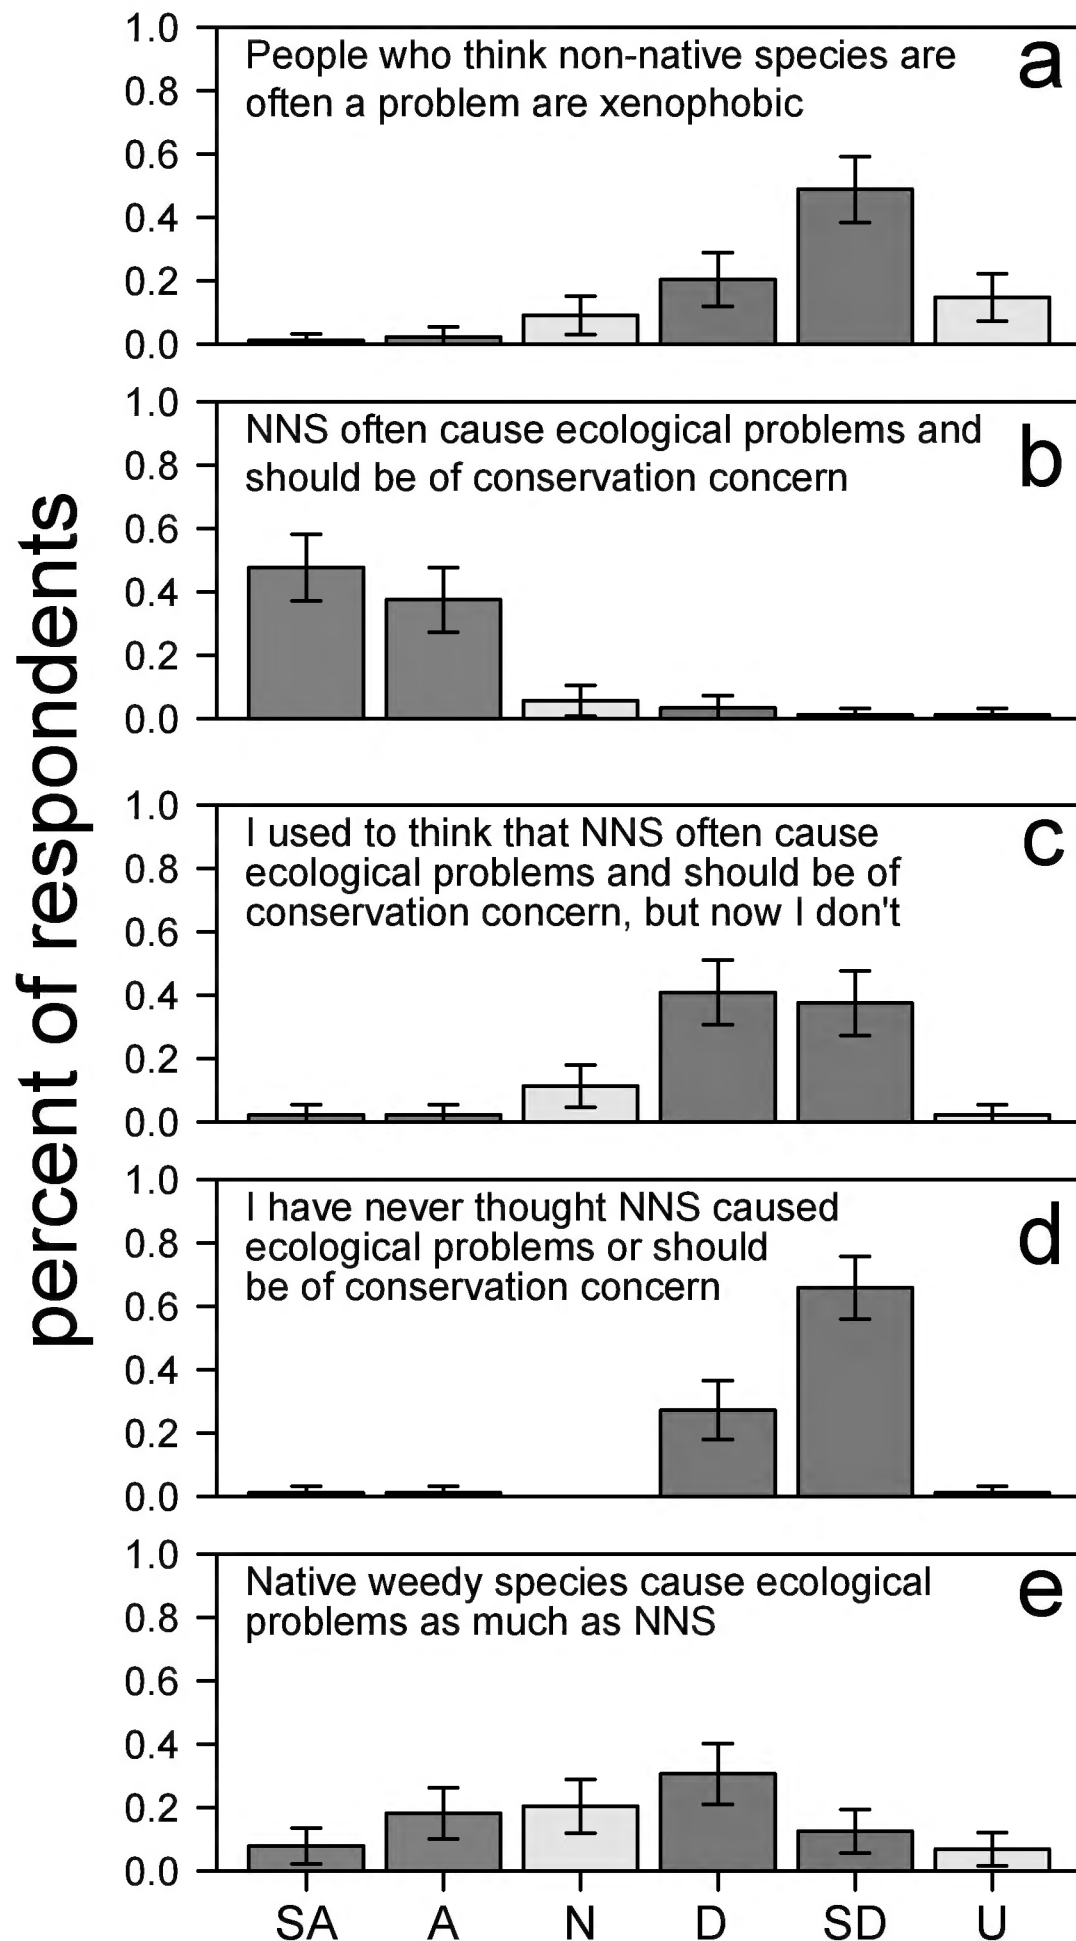 percent of respondents
1.0
0.8
0.6
0.4
0.2
0.0
People who think non-native species are
often a problem are xenophobic
a
1.0
0.8
0.6
0.4
0.2
0.0
NNS often cause ecological problems and
should be of conservation concern
b
1.0
0.8
0.6
0.4
0.2
0.0
I used to think that NNS often cause
ecological problems and should be of
conservation concern, but now I don't
c
1.0
0.8
0.6
0.4
0.2
0.0
I have never thought NNS caused
ecological problems or should
be of conservation concern
d
1.0
0.8
0.6
0.4
0.2
0.0
Native weedy species cause ecological
problems as much as NNS
e
SA A N D SD U